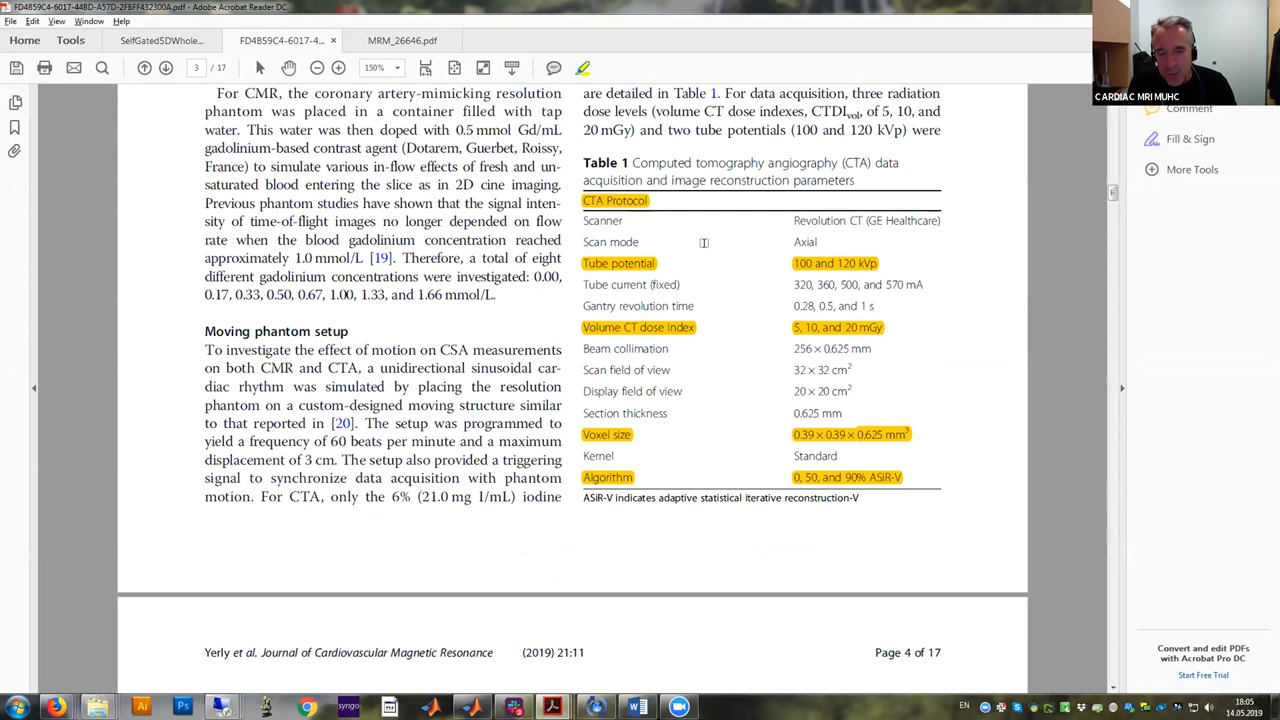 FD4B59C4-6017-44BD-A57D-2FBFF432300A.pdf - Adobe Acrobat Reader DC
File Edit View Window Help
Home Tools SelfGated5DWhole... FD4B59C4-6017-4... × MRM_26646.pdf
3 / 17 150%
CARDIAC MRI MUHC
Comment
Fill & Sign
More Tools
For CMR, the coronary artery-mimicking resolution
phantom was placed in a container filled with tap
water. This water was then doped with 0.5 mmol Gd/mL
gadolinium-based contrast agent (Dotarem, Guerbet, Roissy,
France) to simulate various in-flow effects of fresh and un-
saturated blood entering the slice as in 2D cine imaging.
Previous phantom studies have shown that the signal inten-
sity of time-of-flight images no longer depended on flow
rate when the blood gadolinium concentration reached
approximately 1.0 mmol/L [19]. Therefore, a total of eight
different gadolinium concentrations were investigated: 0.00,
0.17, 0.33, 0.50, 0.67, 1.00, 1.33, and 1.66 mmol/L.
Moving phantom setup
To investigate the effect of motion on CSA measurements
on both CMR and CTA, a unidirectional sinusoidal car-
diac rhythm was simulated by placing the resolution
phantom on a custom-designed moving structure similar
to that reported in [20]. The setup was programmed to
yield a frequency of 60 beats per minute and a maximum
displacement of 3 cm. The setup also provided a triggering
signal to synchronize data acquisition with phantom
motion. For CTA, only the 6% (21.0 mg I/mL) iodine
are detailed in Table 1. For data acquisition, three radiation
dose levels (volume CT dose indexes, CTDIvol, of 5, 10, and
20 mGy) and two tube potentials (100 and 120 kVp) were
Table 1 Computed tomography angiography (CTA) data
acquisition and image reconstruction parameters
CTA Protocol
Scanner Revolution CT (GE Healthcare)
Scan mode Axial
Tube potential 100 and 120 kVp
Tube current (fixed) 320, 360, 500, and 570 mA
Gantry revolution time 0.28, 0.5, and 1 s
Volume CT dose index 5, 10, and 20 mGy
Beam collimation 256 × 0.625 mm
Scan field of view 32 × 32 cm²
Display field of view 20 × 20 cm²
Section thickness 0.625 mm
Voxel size 0.39 × 0.39 × 0.625 mm³
Kernel Standard
Algorithm 0, 50, and 90% ASiR-V
ASiR-V indicates adaptive statistical iterative reconstruction-V
Yerly et al. Journal of Cardiovascular Magnetic Resonance (2019) 21:11 Page 4 of 17
Convert and edit PDFs
with Acrobat Pro DC
Start Free Trial
Ai Ps syngo W EN
18:05
14.05.2019